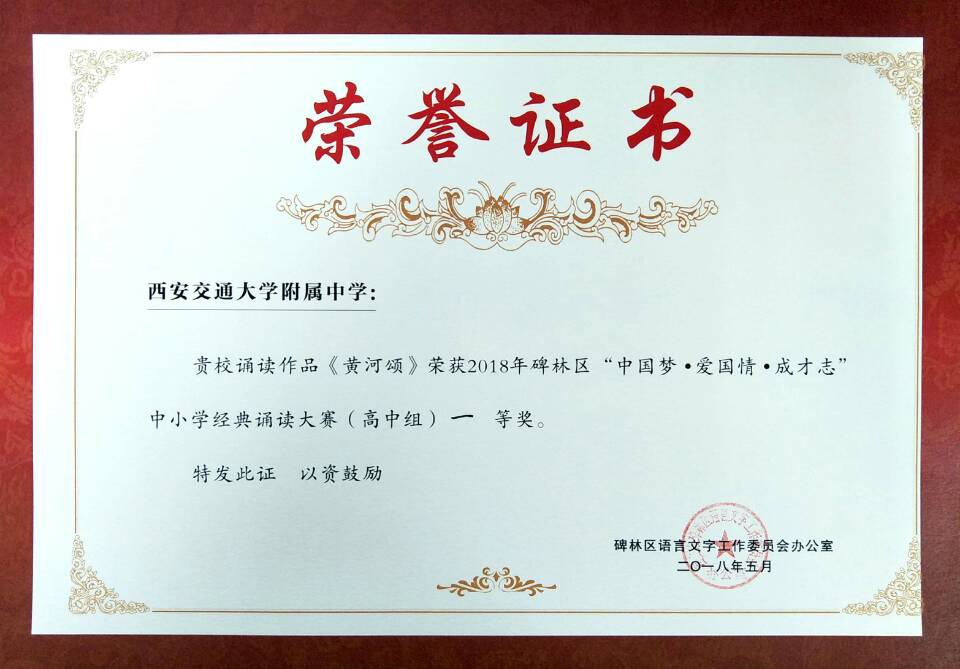 荣誉证书
西安交通大学附属中学:
贵校诵读作品《黄河颂》荣获2018年碑林区“中国梦·爱国情·成才志”
中小学经典诵读大赛（高中组）一 等奖。
特发此证 以资鼓励
碑林区语言文字工作委员会办公室
二〇一八年五月